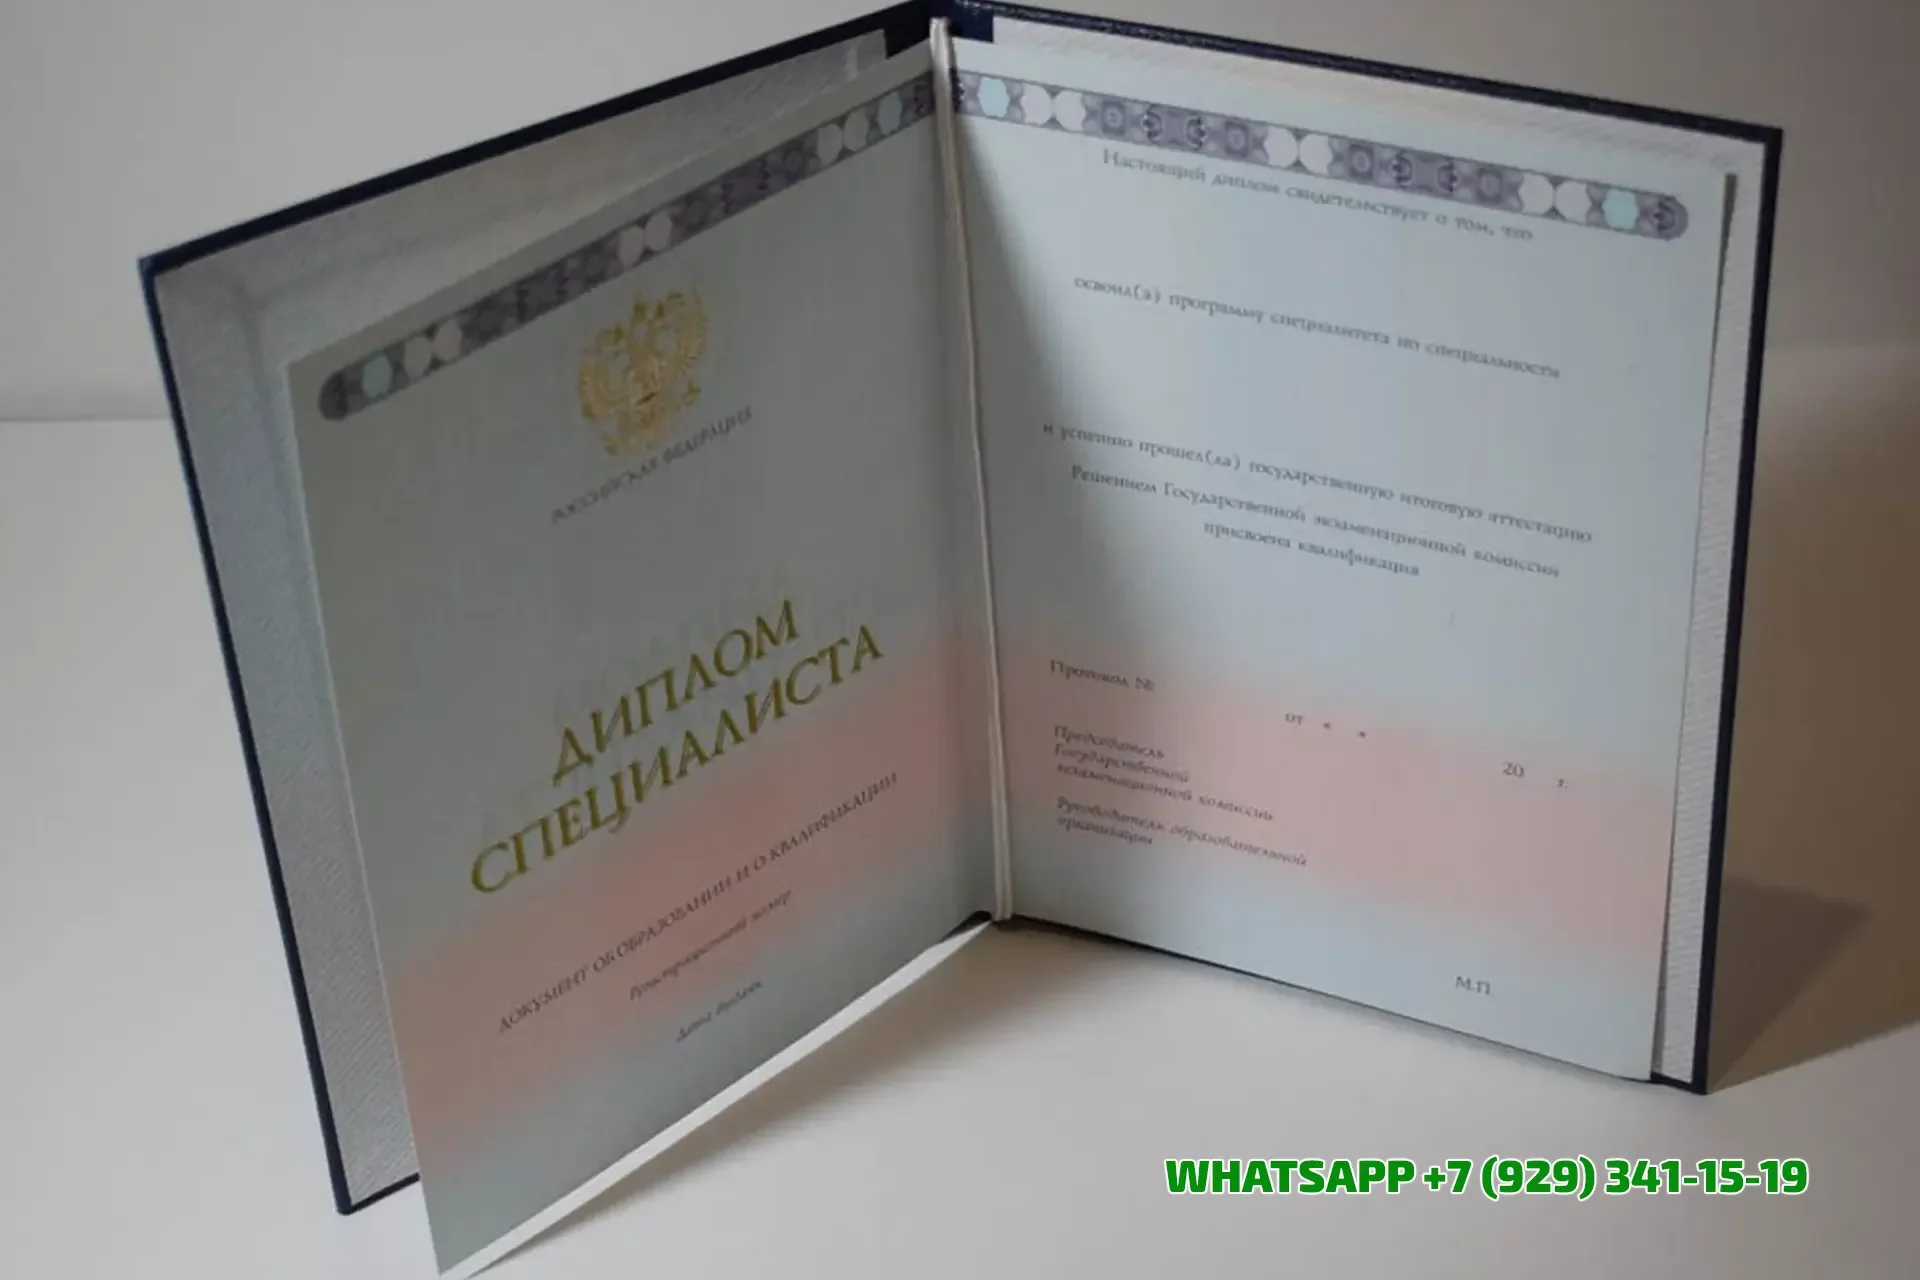 РОССИЙСКАЯ ФЕДЕРАЦИЯ
ДИПЛОМ
СПЕЦИАЛИСТА
ДОКУМЕНТ ОБ ОБРАЗОВАНИИ И О КВАЛИФИКАЦИИ
Регистрационный номер
Дата выдачи
Настоящий диплом свидетельствует о том, что
освоил(а) программу специалитета по специальности
и успешно прошел(ла) государственную итоговую аттестацию
Решением Государственной экзаменационной комиссии
присвоена квалификация
Протокол №
от « »
20 г.
Председатель
Государственной
экзаменационной комиссии
Руководитель образовательной
организации
М.П.
WHATSAPP +7 (929) 341-15-19